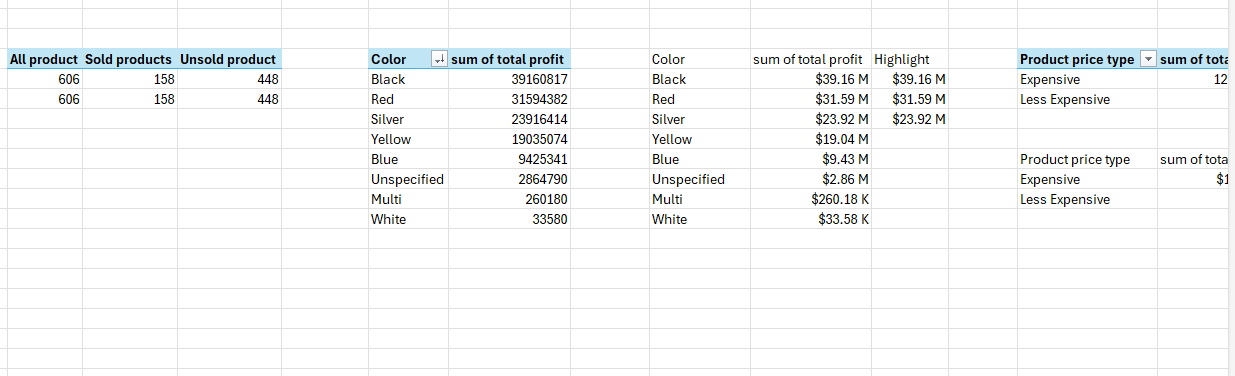 All product Sold products Unsold product Color sum of total profit Color sum of total profit Highlight Product price type sum of tota
606 158 448 Black 39160817 Black $39.16 M $39.16 M Expensive 12
606 158 448 Red 31594382 Red $31.59 M $31.59 M Less Expensive
Silver 23916414 Silver $23.92 M $23.92 M
Yellow 19035074 Yellow $19.04 M
Blue 9425341 Blue $9.43 M Product price type sum of tota
Unspecified 2864790 Unspecified $2.86 M Expensive $1
Multi 260180 Multi $260.18 K Less Expensive
White 33580 White $33.58 K